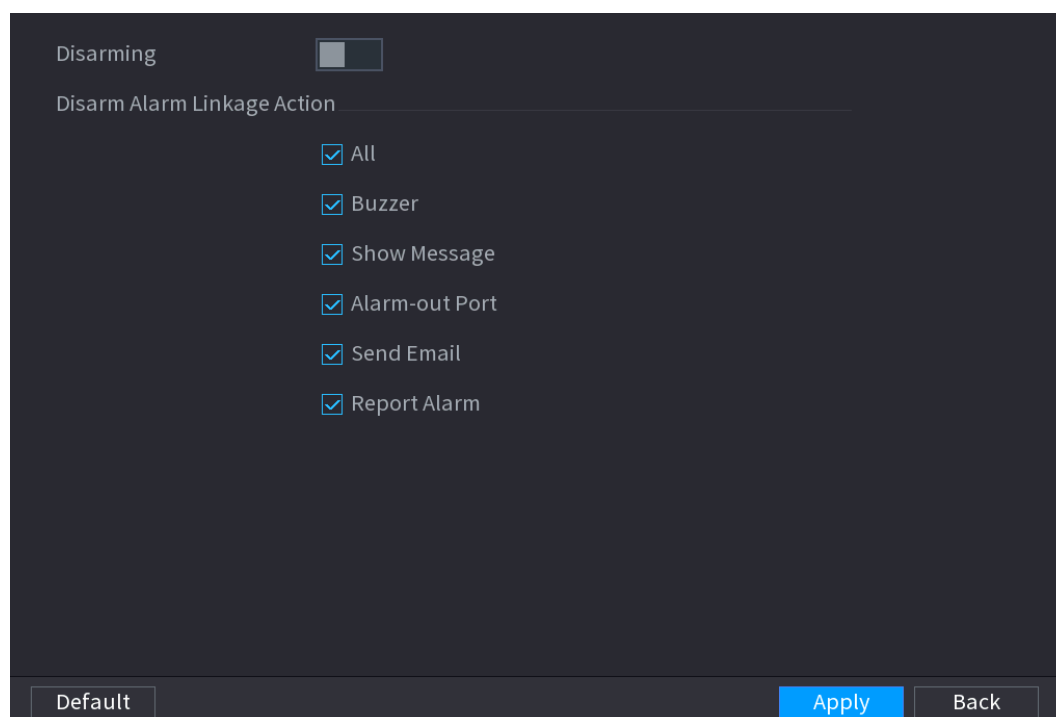 Disarming
Disarm Alarm Linkage Action
All
Buzzer
Show Message
Alarm-out Port
Send Email
Report Alarm
Default Apply Back